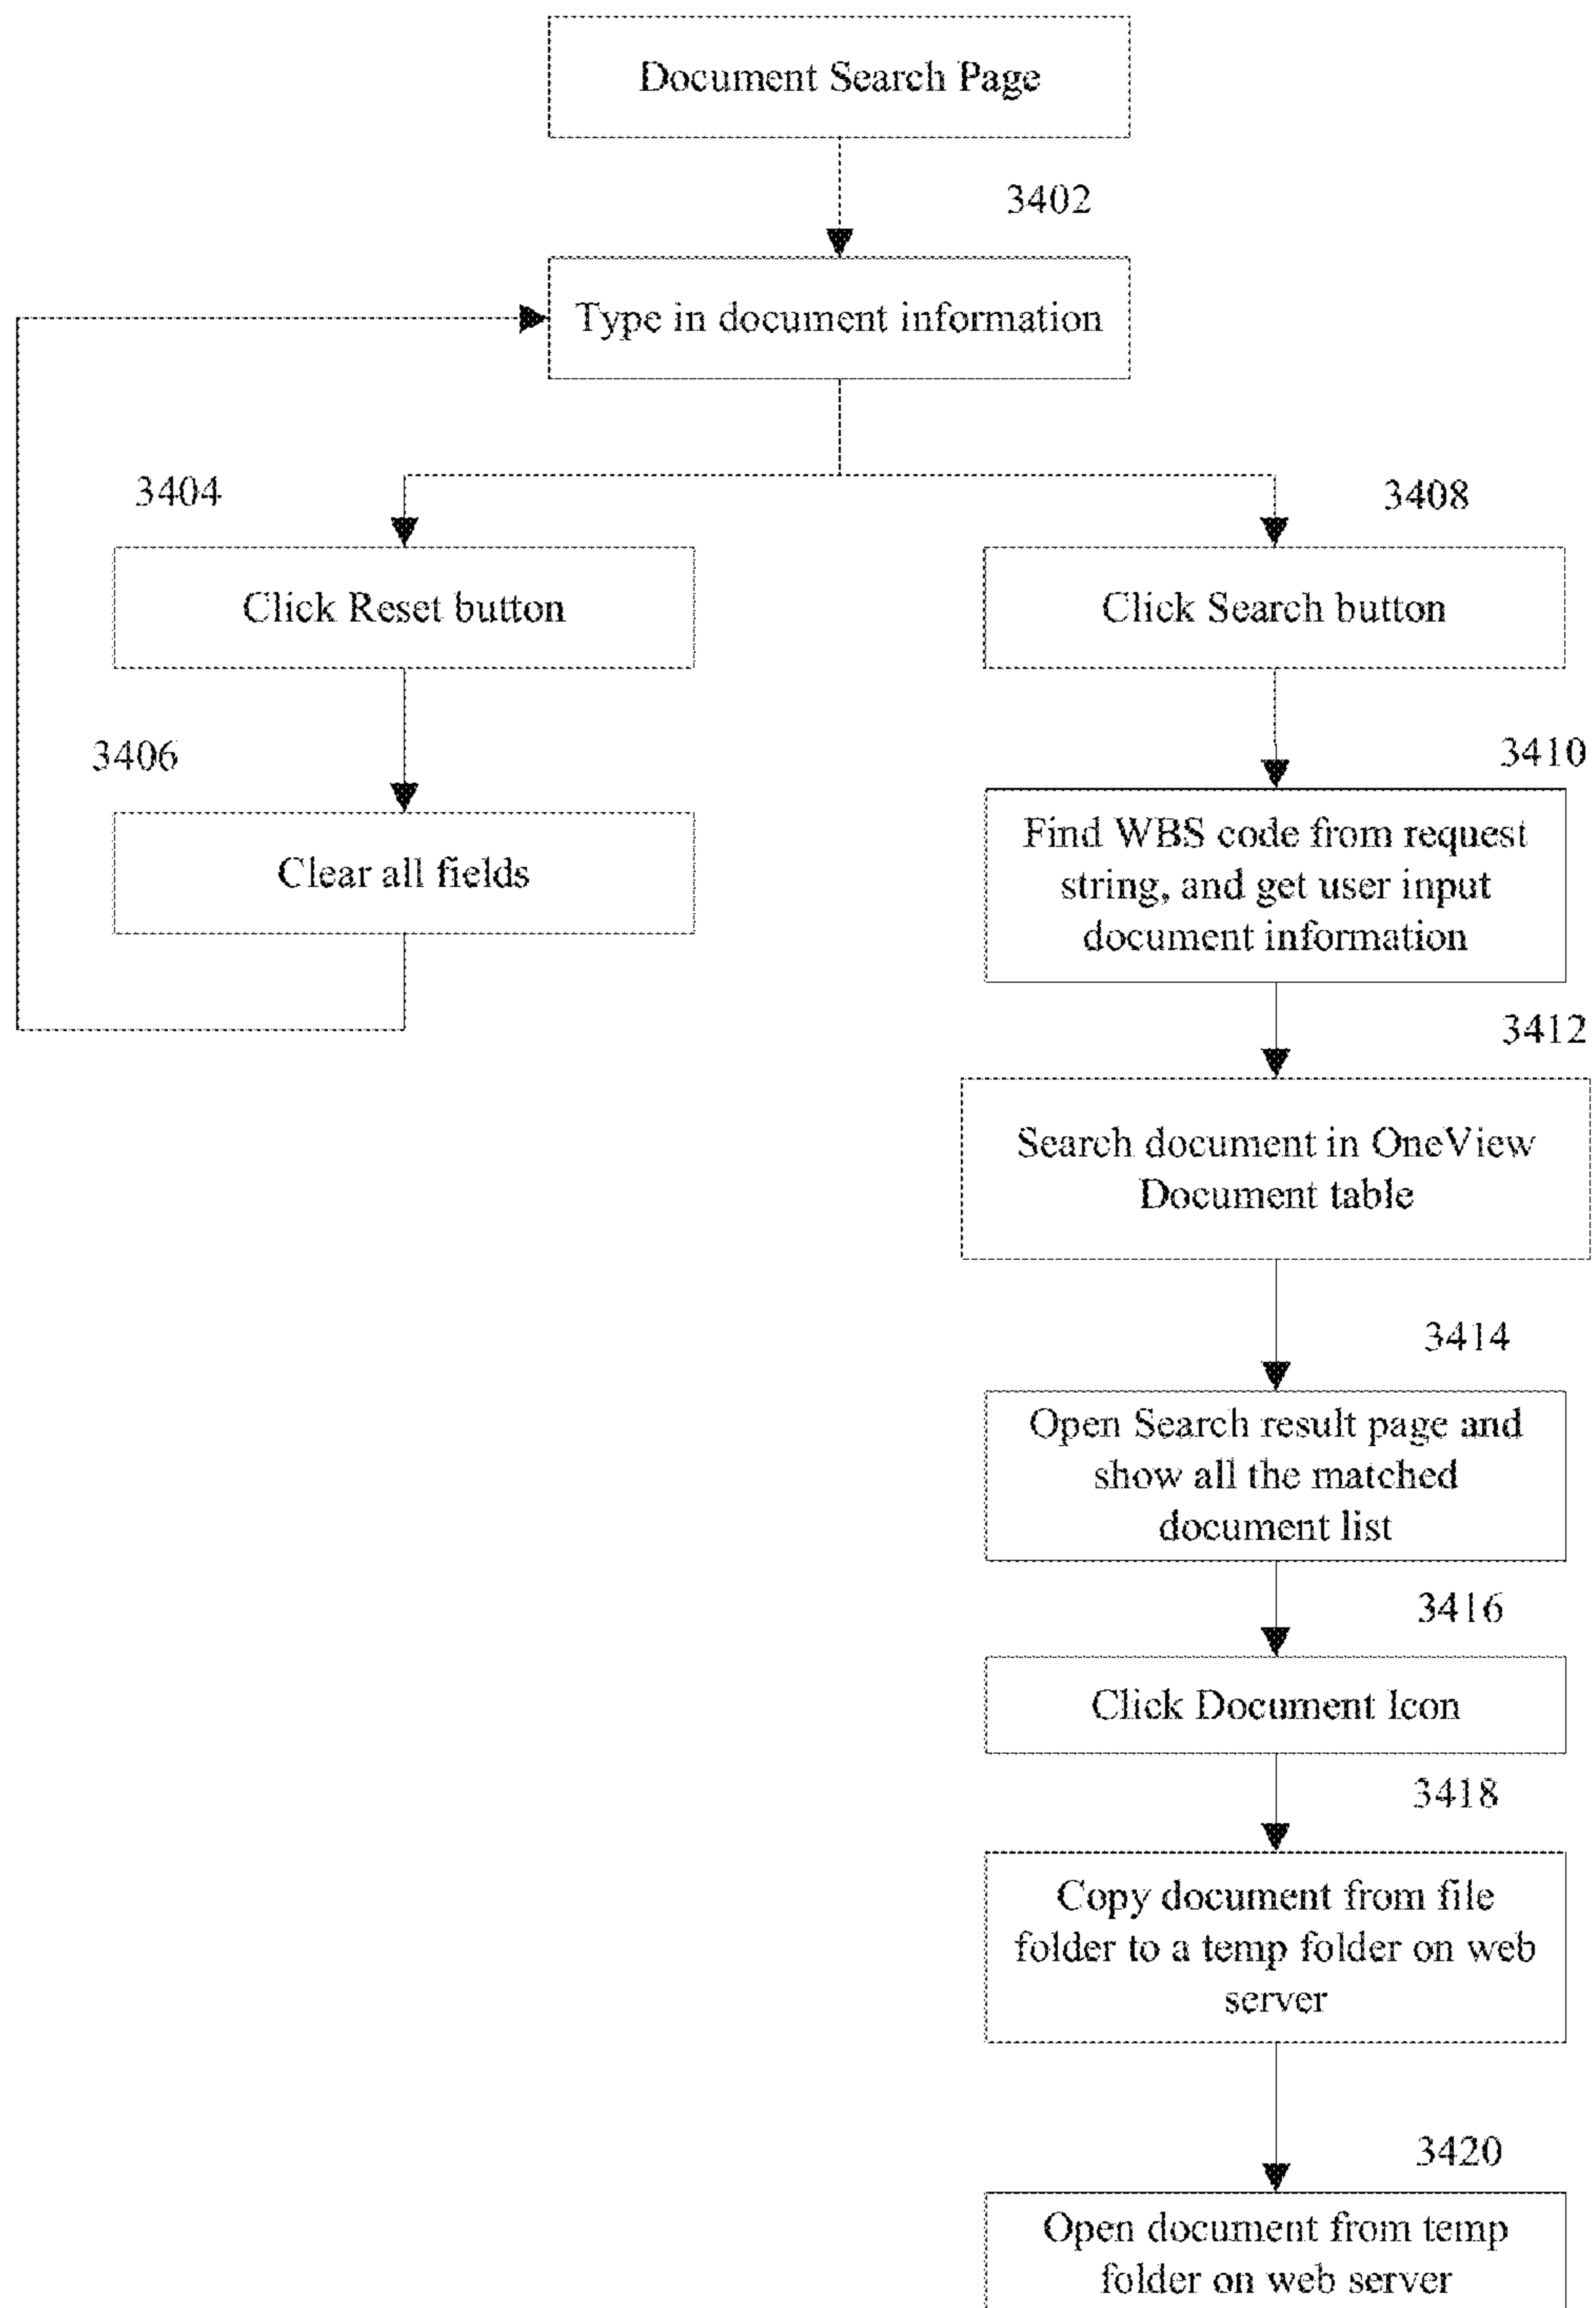 Document Search Page
3402
Type in document information
3404
3408
Click Reset button
Click Search button
3406
3410
Clear all fields
Find WBS code from request
string, and get user input
document information
3412
Search document in OneView
Document table
3414
Open Search result page and
show all the matched
document list
3416
Click Document Icon
3418
Copy document from file
folder to a temp folder on web
server
3420
Open document from temp
folder on web server